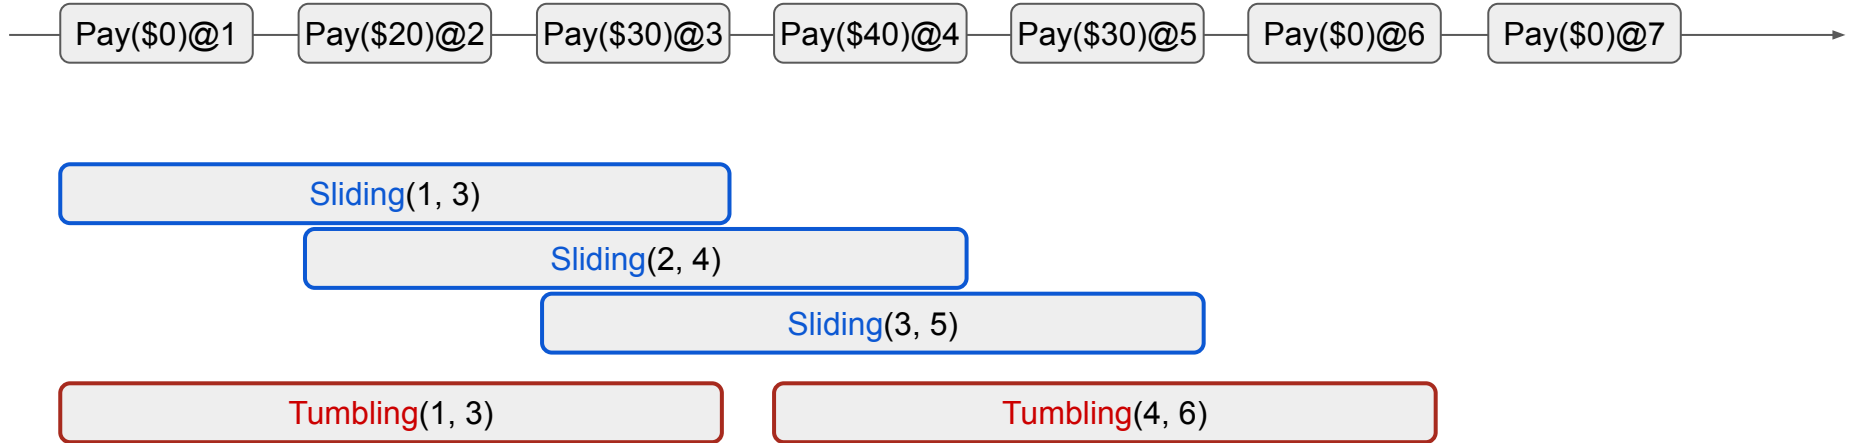 Pay($0)@1
Pay($20)@2
Pay($30)@3
Pay($40)@4
Pay($30)@5
Pay($0)@6
Pay($0)@7
Sliding(1, 3)
Sliding(2, 4)
Sliding(3, 5)
Tumbling(1, 3)
Tumbling(4, 6)